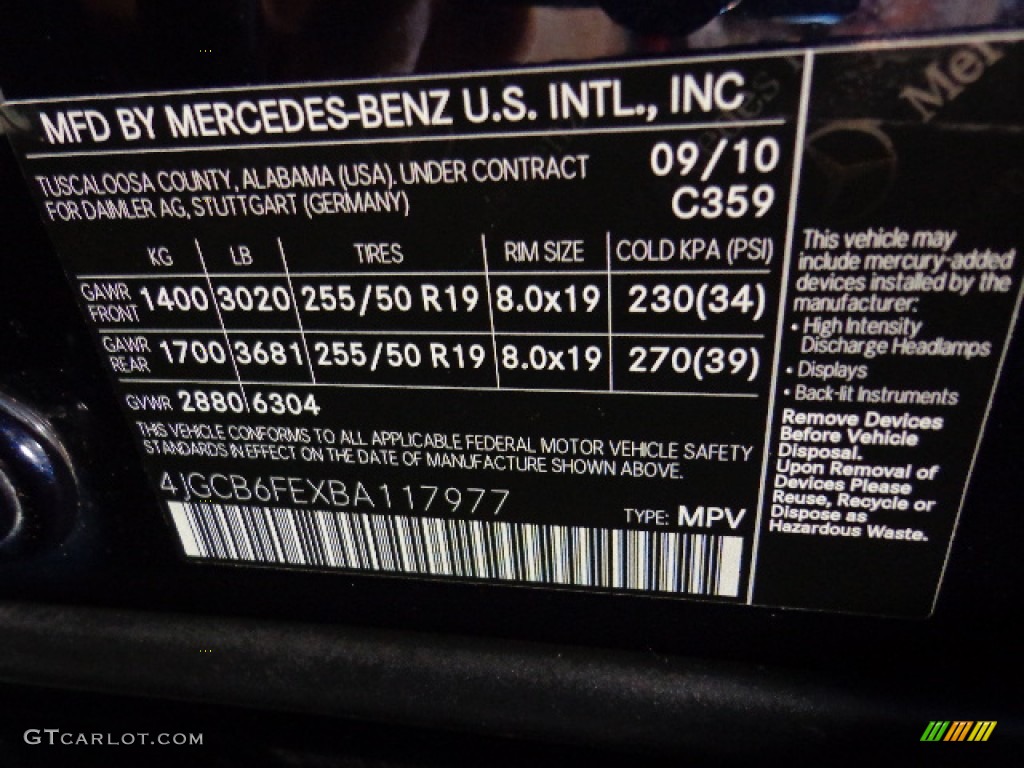 MFD BY MERCEDES-BENZ U.S. INTL., INC
TUSCALOOSA COUNTY, ALABAMA (USA). UNDER CONTRACT
FOR DAIMLER AG, STUTTGART (GERMANY)
09/10
C359
KG LB TIRES RIM SIZE COLD KPA (PSI)
GAWR FRONT 1400 3020 255/50 R19 8.0x19 230(34)
GAWR REAR 1700 3681 255/50 R19 8.0x19 270(39)
GVWR 2880 6304
THIS VEHICLE CONFORMS TO ALL APPLICABLE FEDERAL MOTOR VEHICLE SAFETY
STANDARDS IN EFFECT ON THE DATE OF MANUFACTURE SHOWN ABOVE.
4JGCB6FEXBA117977
TYPE: MPV
This vehicle may
include mercury-added
devices installed by the
manufacturer:
• High Intensity
Discharge Headlamps
• Displays
• Back-lit Instruments
Remove Devices
Before Vehicle
Disposal.
Upon Removal of
Devices Please
Reuse, Recycle or
Dispose as
Hazardous Waste.
GTCARLOT.COM